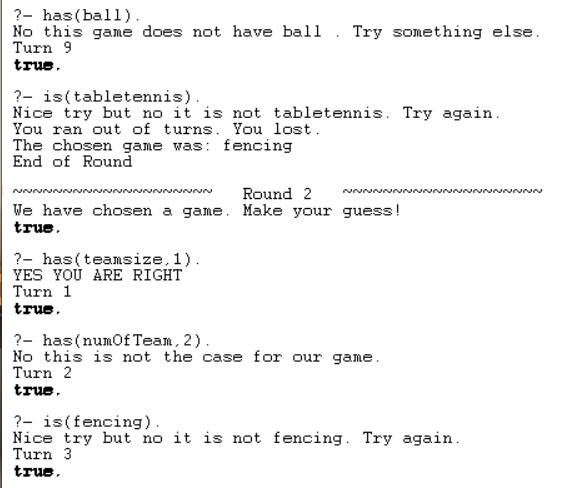 ?- has(ball).
No this game does not have ball . Try something else.
Turn 9
true.
?- is(tabletennis).
Nice try but no it is not tabletennis. Try again.
You ran out of turns. You lost.
The chosen game was: fencing
End of Round
~~~~~~~~~~~~~~~~~~~~~~~~~ Round 2 ~~~~~~~~~~~~~~~~~~~~~~~~~
We have chosen a game. Make your guess!
true.
?- has(teamsize,1).
YES YOU ARE RIGHT
Turn 1
true.
?- has(numOfTeam,2).
No this is not the case for our game.
Turn 2
true.
?- is(fencing).
Nice try but no it is not fencing. Try again.
Turn 3
true.